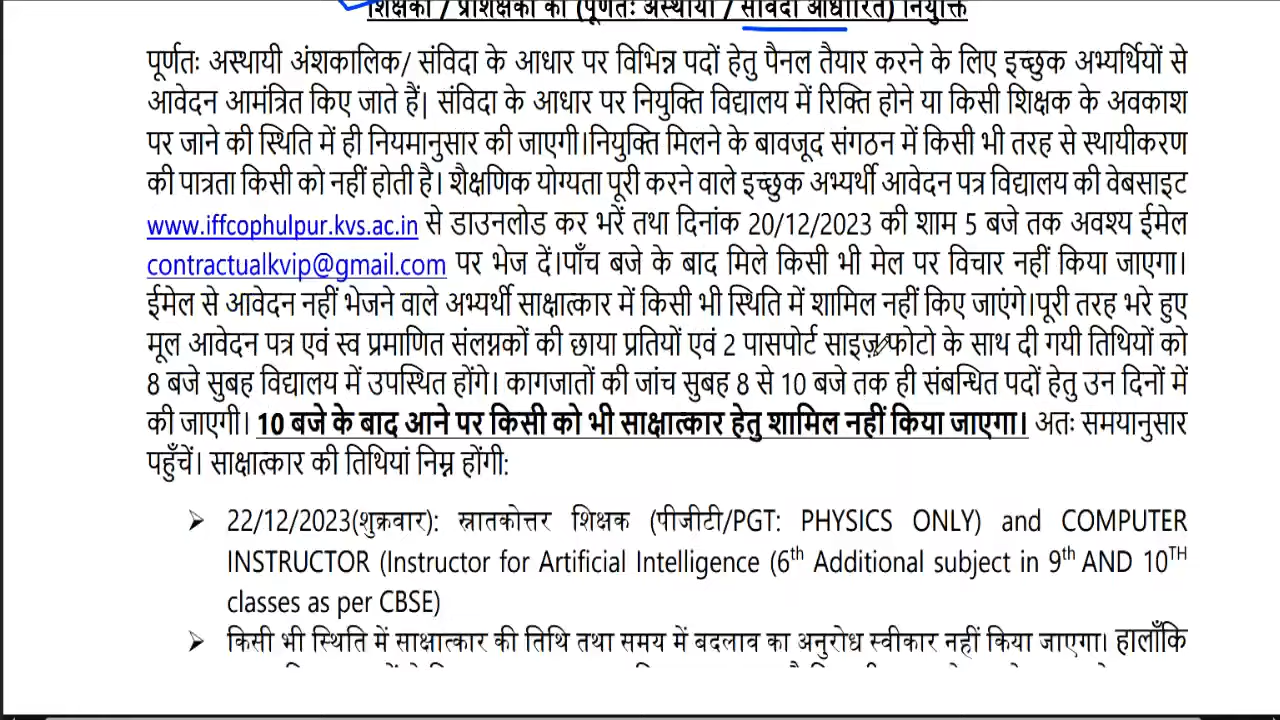 शिक्षकों / प्रशिक्षकों की (पूर्णतः अस्थायी / संविदा आधारित) नियुक्ति
पूर्णतः अस्थायी अंशकालिक/ संविदा के आधार पर विभिन्न पदों हेतु पैनल तैयार करने के लिए इच्छुक अभ्यर्थियों से
आवेदन आमंत्रित किए जाते हैं| संविदा के आधार पर नियुक्ति विद्यालय में रिक्ति होने या किसी शिक्षक के अवकाश
पर जाने की स्थिति में ही नियमानुसार की जाएगी।नियुक्ति मिलने के बावजूद संगठन में किसी भी तरह से स्थायीकरण
की पात्रता किसी को नहीं होती है। शैक्षणिक योग्यता पूरी करने वाले इच्छुक अभ्यर्थी आवेदन पत्र विद्यालय की वेबसाइट
www.iffcophulpur.kvs.ac.in से डाउनलोड कर भरें तथा दिनांक 20/12/2023 की शाम 5 बजे तक अवश्य ईमेल
contractualkvip@gmail.com पर भेज दें।पाँच बजे के बाद मिले किसी भी मेल पर विचार नहीं किया जाएगा।
ईमेल से आवेदन नहीं भेजने वाले अभ्यर्थी साक्षात्कार में किसी भी स्थिति में शामिल नहीं किए जाएंगे।पूरी तरह भरे हुए
मूल आवेदन पत्र एवं स्व प्रमाणित संलग्नकों की छाया प्रतियों एवं 2 पासपोर्ट साइज़ फोटो के साथ दी गयी तिथियों को
8 बजे सुबह विद्यालय में उपस्थित होंगे। कागजातों की जांच सुबह 8 से 10 बजे तक ही संबन्धित पदों हेतु उन दिनों में
की जाएगी। 10 बजे के बाद आने पर किसी को भी साक्षात्कार हेतु शामिल नहीं किया जाएगा। अतः समयानुसार
पहुँचें। साक्षात्कार की तिथियां निम्न होंगी:
➢ 22/12/2023(शुक्रवार): स्नातकोत्तर शिक्षक (पीजीटी/PGT: PHYSICS ONLY) and COMPUTER
INSTRUCTOR (Instructor for Artificial Intelligence (6th Additional subject in 9th AND 10TH
classes as per CBSE)
➢ किसी भी स्थिति में साक्षात्कार की तिथि तथा समय में बदलाव का अनुरोध स्वीकार नहीं किया जाएगा। हालाँकि